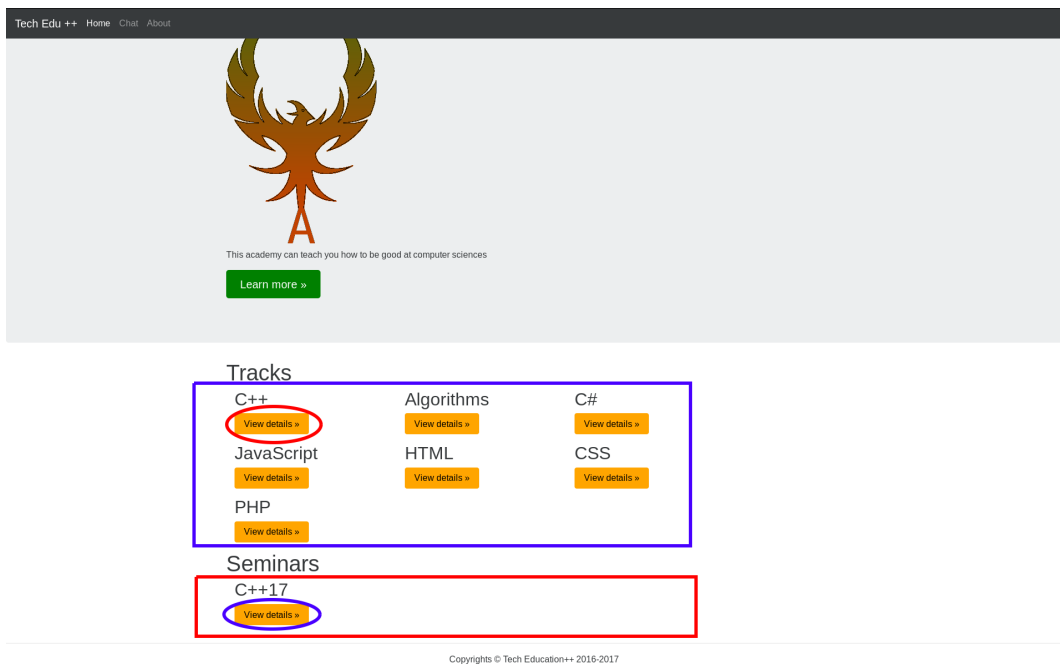 Tech Edu ++ Home Chat About
A
This academy can teach you how to be good at computer sciences
Learn more »
Tracks
C++ Algorithms C#
View details » View details » View details »
JavaScript HTML CSS
View details » View details » View details »
PHP
View details »
Seminars
C++17
View details »
Copyrights © Tech Education++ 2016-2017